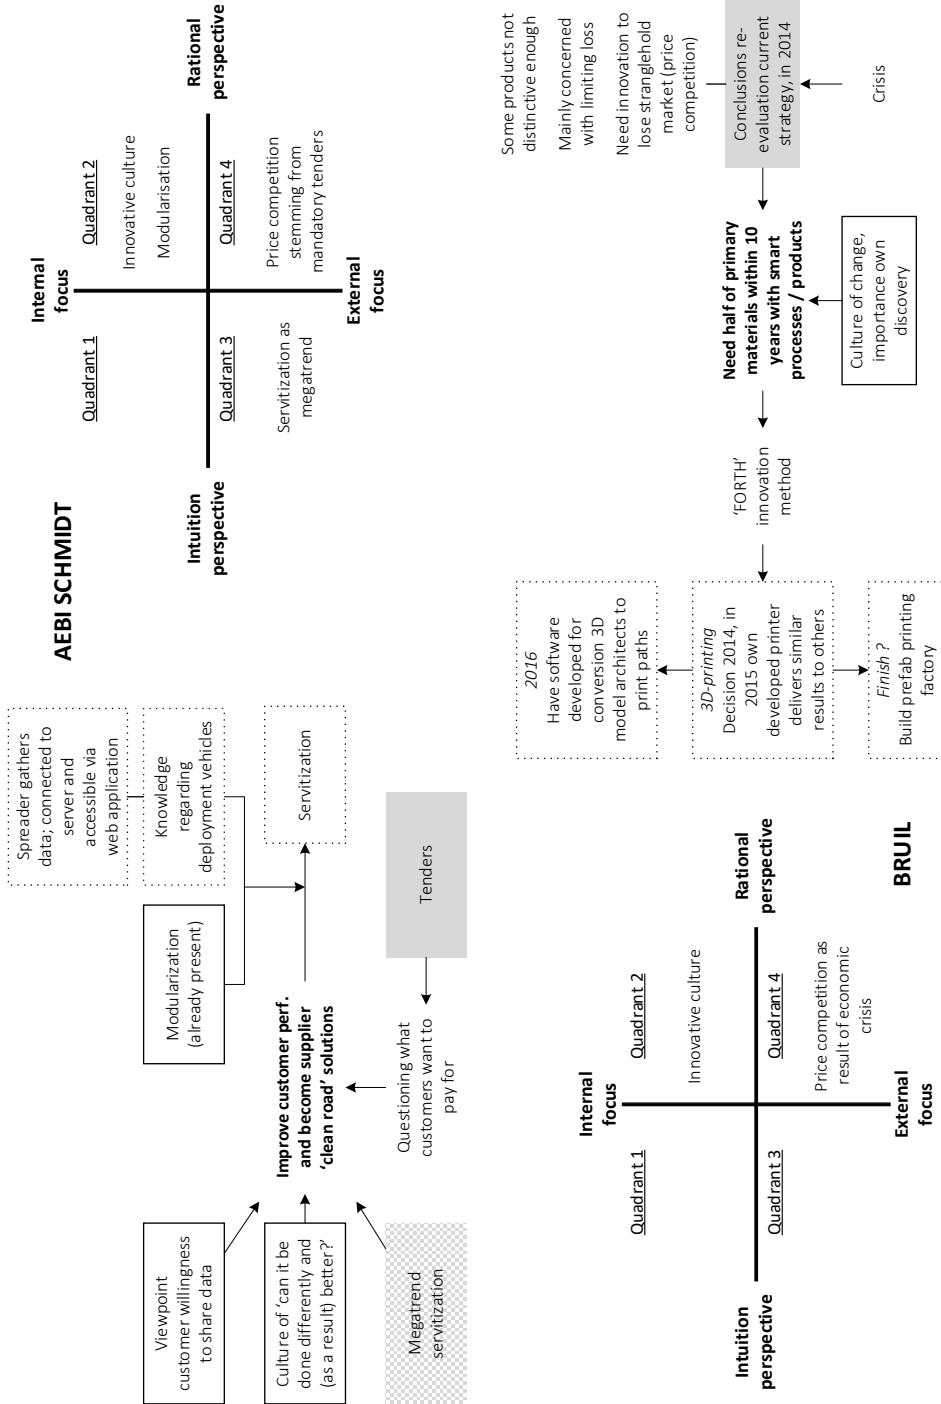 AEBI SCHMIDT
Viewpoint
customer willingness
to share data
Culture of ‘can it be
done differently and
(as a result) better?’
Megatrend
servitization
Modularization
(already present)
Improve customer perf.
and become supplier
‘clean road’ solutions
Questioning what
customers want to
pay for
Tenders
Spreader gathers
data; connected to
server and
accessible via
web application
Knowledge
regarding
deployment vehicles
Servitization
Internal
focus
Quadrant 1
Quadrant 2
Innovative culture
Modularisation
Intuition
perspective
Rational
perspective
Quadrant 3
Quadrant 4
Servitization as
megatrend
Price competition
stemming from
mandatory tenders
External
focus
BRUIL
Internal
focus
Quadrant 1
Quadrant 2
Innovative culture
Intuition
perspective
Rational
perspective
Quadrant 3
Quadrant 4
Price competition as
result of economic
crisis
External
focus
2016
Have software
developed for
conversion 3D
model architects to
print paths
3D-printing
Decision 2014, in
2015 own
developed printer
delivers similar
results to others
Finish ?
Build prefab printing
factory
‘FORTH’
innovation
method
Need half of primary
materials within 10
years with smart
processes / products
Culture of change,
importance own
discovery
Some products not
distinctive enough
Mainly concerned
with limiting loss
Need innovation to
lose stranglehold
market (price
competition)
Conclusions re-
evaluation current
strategy, in 2014
Crisis